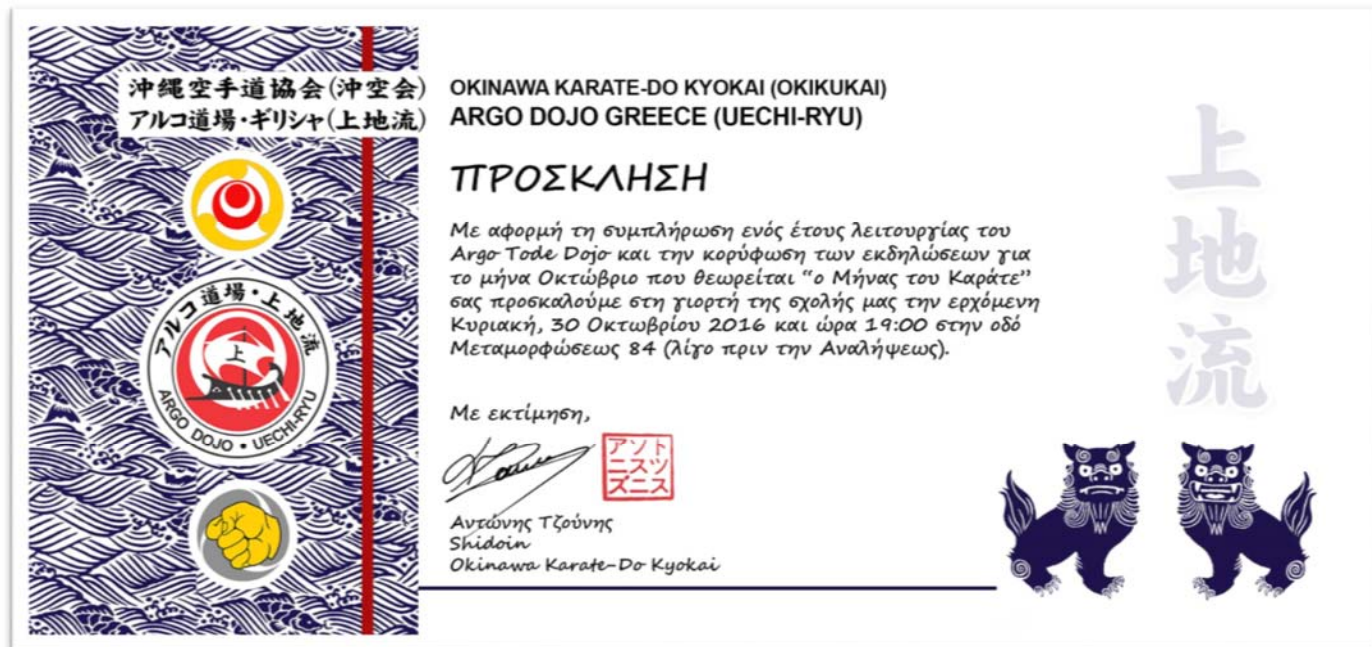 沖縄空手道協会(沖空会)
アルコ道場・ギリシャ(上地流)
OKINAWA KARATE-DO KYOKAI (OKIKUKAI)
ARGO DOJO GREECE (UECHI-RYU)
ΠΡΟΣΚΛΗΣΗ
Με αφορμή τη συμπλήρωση ενός έτους λειτουργίας του
Argo Tode Dojo και την κορύφωση των εκδηλώσεων για
το μήνα Οκτώβριο που θεωρείται “ο Μήνας του Καράτε”
σας προσκαλούμε στη γιορτή της σχολής μας την ερχόμενη
Κυριακή, 30 Οκτωβρίου 2016 και ώρα 19:00 στην οδό
Μεταμορφώσεως 84 (λίγο πριν την Αναλήψεως).
Με εκτίμηση,
アソト
ニスツ
ズニス
Αντώνης Τζούνης
Shidoin
Okinawa Karate-Do Kyokai
アルコ道場・上地流
上
ARGO DOJO • UECHI-RYU
上地流